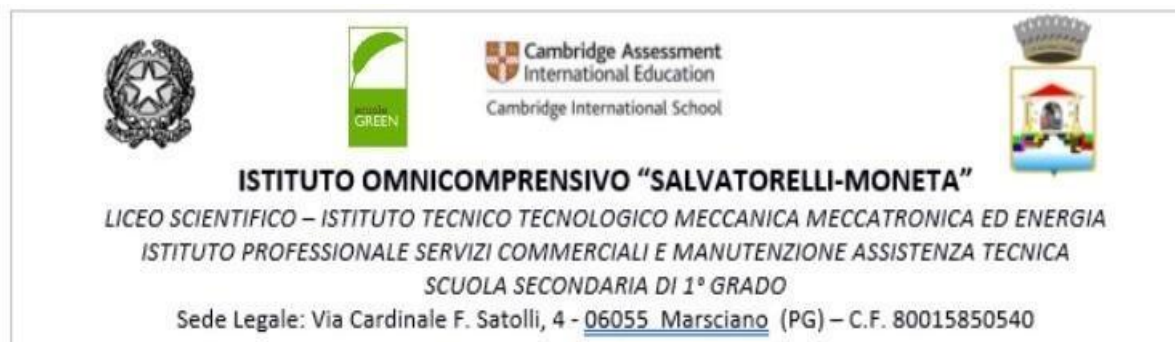 scuole
GREEN
Cambridge Assessment
International Education
Cambridge International School
ISTITUTO OMNICOMPRENSIVO “SALVATORELLI-MONETA”
LICEO SCIENTIFICO – ISTITUTO TECNICO TECNOLOGICO MECCANICA MECCATRONICA ED ENERGIA
ISTITUTO PROFESSIONALE SERVIZI COMMERCIALI E MANUTENZIONE ASSISTENZA TECNICA
SCUOLA SECONDARIA DI 1° GRADO
Sede Legale: Via Cardinale F. Satolli, 4 - 06055 Marsciano (PG) – C.F. 80015850540